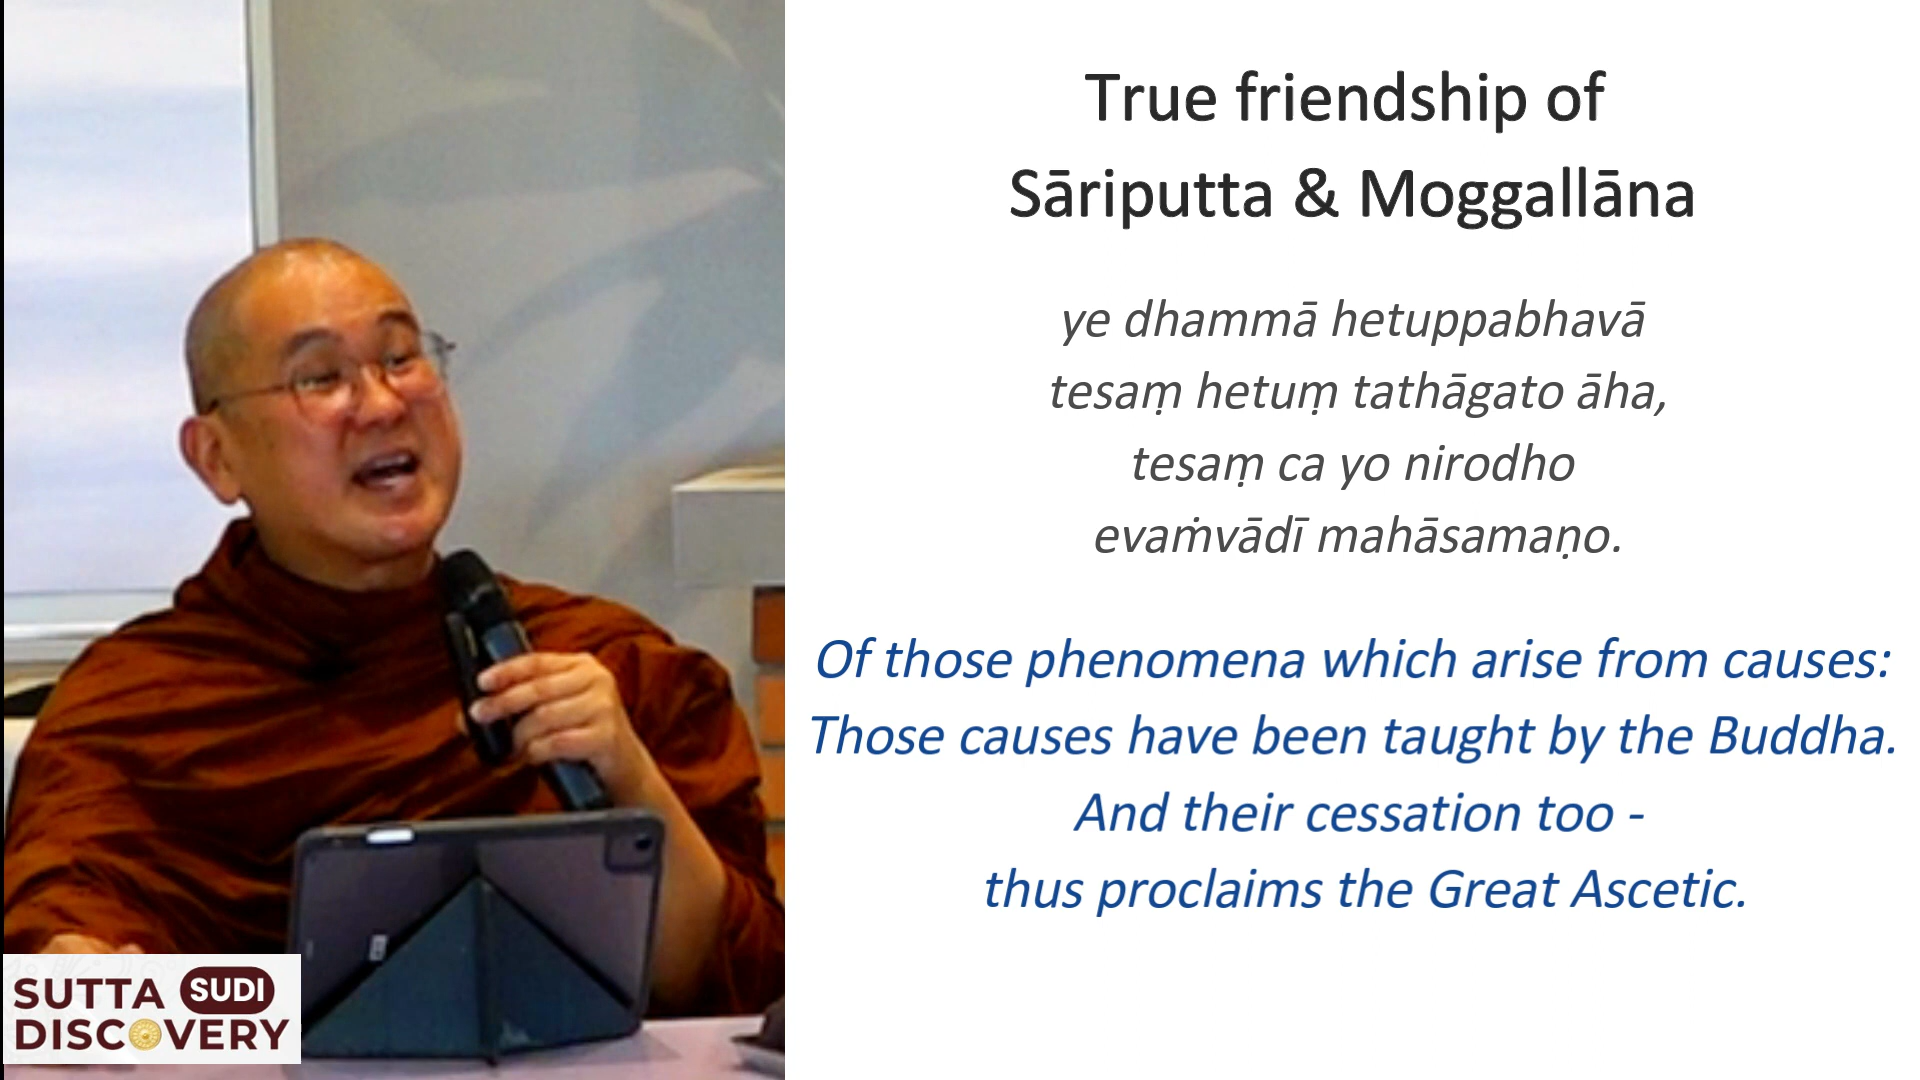 True friendship of
Sāriputta & Moggallāna
ye dhammā hetuppabhavā
tesaṃ hetuṃ tathāgato āha,
tesaṃ ca yo nirodho
evaṁvādī mahāsamaṇo.
Of those phenomena which arise from causes:
Those causes have been taught by the Buddha.
And their cessation too -
thus proclaims the Great Ascetic.
SUTTA SUDI
DISCOVERY